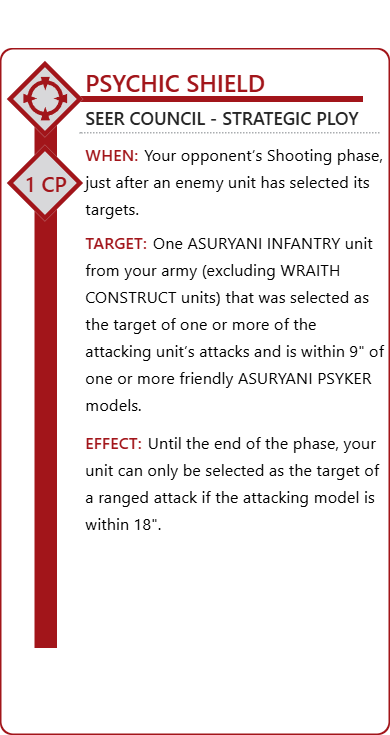 PSYCHIC SHIELD
SEER COUNCIL - STRATEGIC PLOY
1 CP
WHEN: Your opponent's Shooting phase,
just after an enemy unit has selected its
targets.
TARGET: One ASURYANI INFANTRY unit
from your army (excluding WRAITH
CONSTRUCT units) that was selected as
the target of one or more of the
attacking unit's attacks and is within 9" of
one or more friendly ASURYANI PSYKER
models.
EFFECT: Until the end of the phase, your
unit can only be selected as the target of
a ranged attack if the attacking model is
within 18".